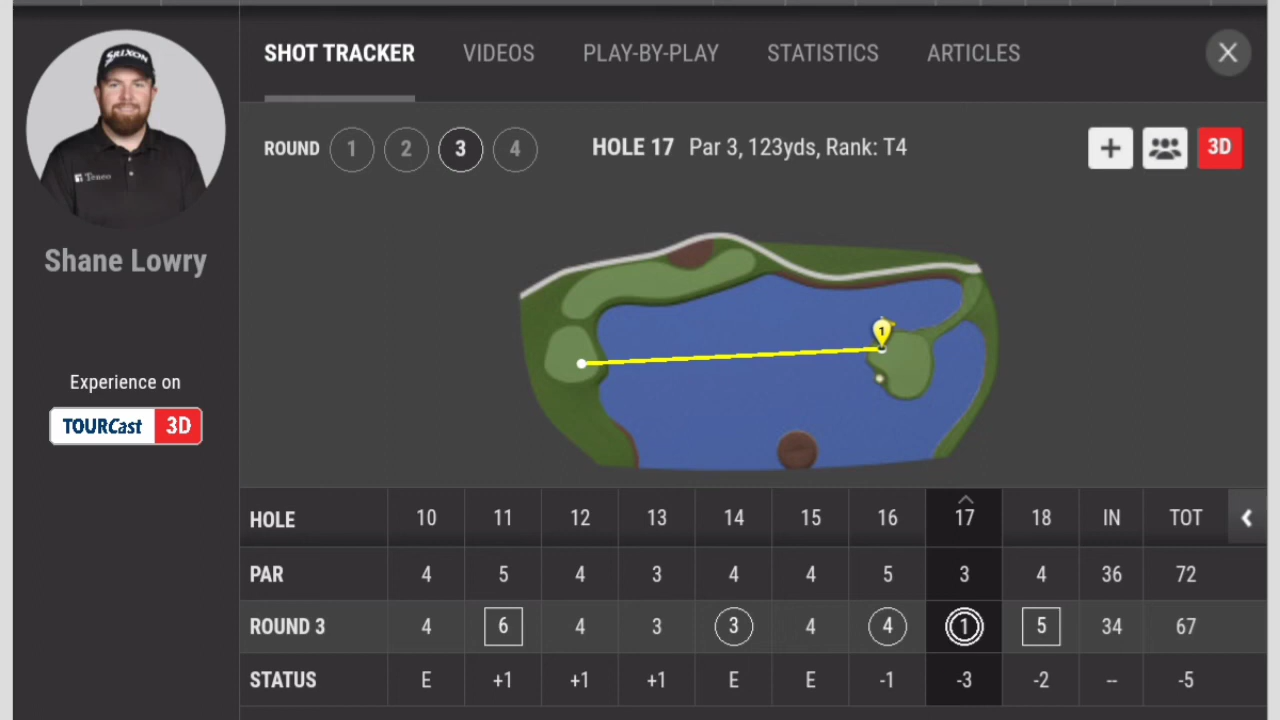 SRIXON
Teneo
Shane Lowry
Experience on
TOURCast 3D
SHOT TRACKER VIDEOS PLAY-BY-PLAY STATISTICS ARTICLES
ROUND 1 2 3 4 HOLE 17 Par 3, 123yds, Rank: T4 3D
1
HOLE 10 11 12 13 14 15 16 17 18 IN TOT
PAR 4 5 4 3 4 4 5 3 4 36 72
ROUND 3 4 6 4 3 3 4 4 1 5 34 67
STATUS E +1 +1 +1 E E -1 -3 -2 -- -5